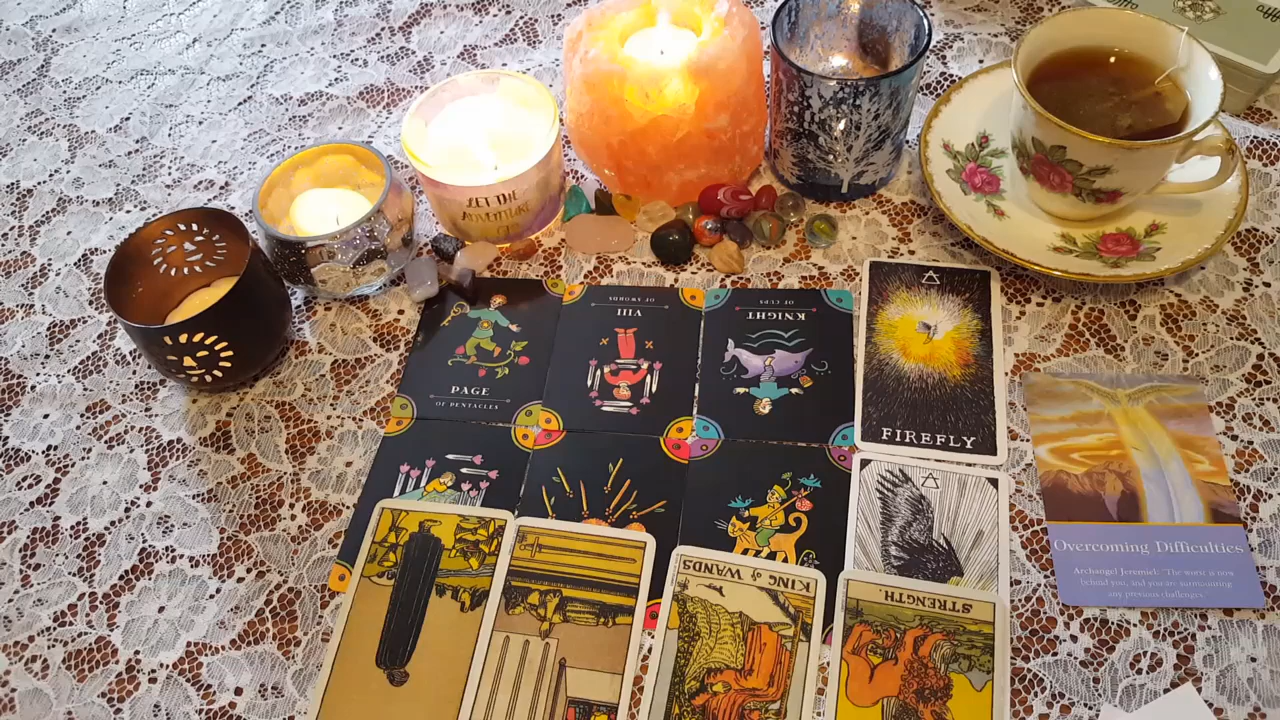 LET THE
ADVENTURE
PAGE
OF PENTACLES
VIII
OF SWORDS
KNIGHT
OF CUPS
FIREFLY
Overcoming Difficulties
Archangel Jeremiel: "The worst is now
behind you, and you are surmounting
any previous challenges."
KING of WANDS
STRENGTH.